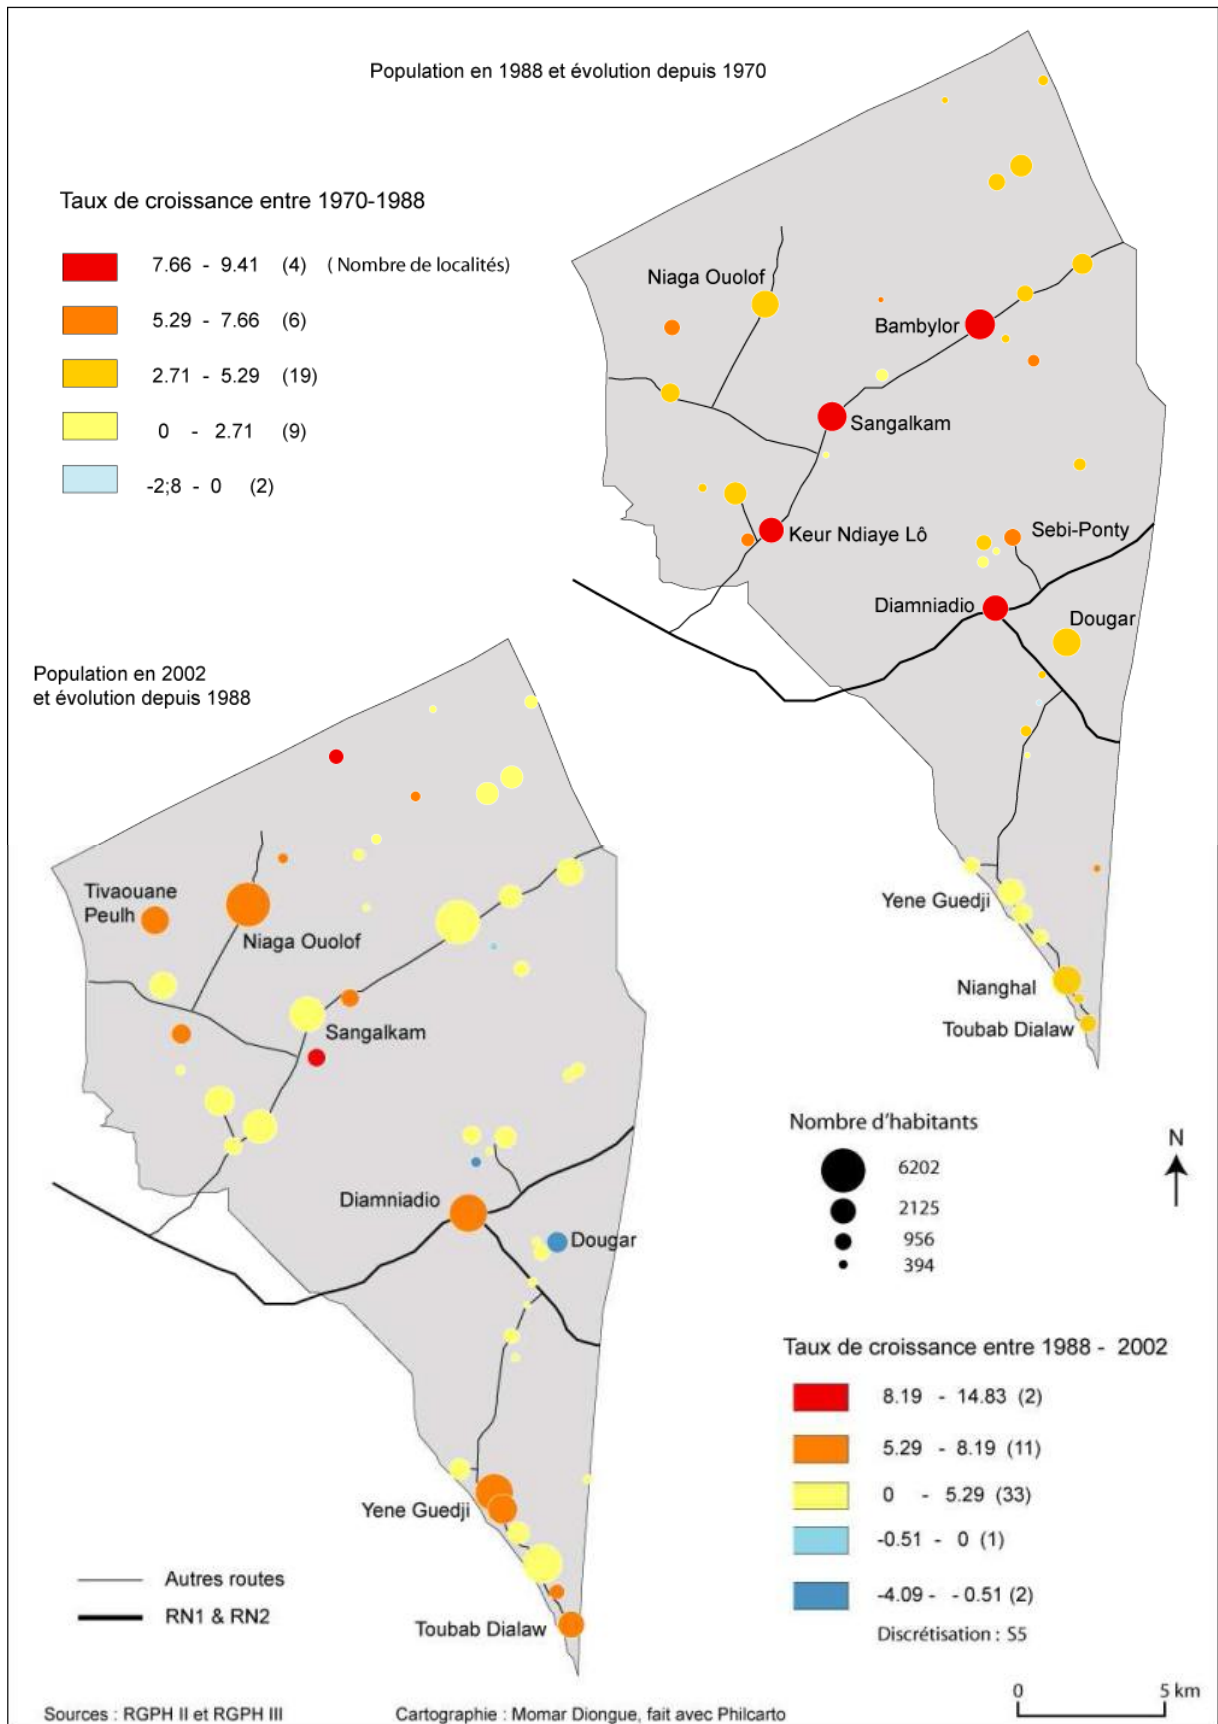 Population en 1988 et évolution depuis 1970
Taux de croissance entre 1970-1988
7.66 - 9.41 (4) ( Nombre de localités)
5.29 - 7.66 (6)
2.71 - 5.29 (19)
0 - 2.71 (9)
-2;8 - 0 (2)
Niaga Ouolof
Bambylor
Sangalkam
Keur Ndiaye Lô
Sebi-Ponty
Diamniadio
Dougar
Yene Guedji
Nianghal
Toubab Dialaw
Population en 2002
et évolution depuis 1988
Tivaouane
Peulh
Niaga Ouolof
Sangalkam
Diamniadio
Dougar
Yene Guedji
Toubab Dialaw
Nombre d'habitants
6202
2125
956
394
N
Taux de croissance entre 1988 - 2002
8.19 - 14.83 (2)
5.29 - 8.19 (11)
0 - 5.29 (33)
-0.51 - 0 (1)
-4.09 - - 0.51 (2)
Discrétisation : S5
Autres routes
RN1 & RN2
0 5 km
Sources : RGPH II et RGPH III
Cartographie : Momar Diongue, fait avec Philcarto